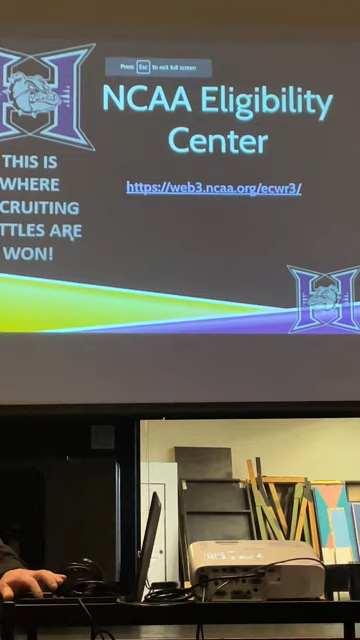 Press Esc to exit full screen
NCAA Eligibility
Center
https://web3.ncaa.org/ecwr3/
THIS IS
WHERE
CRUITING
TTLES ARE
WON!